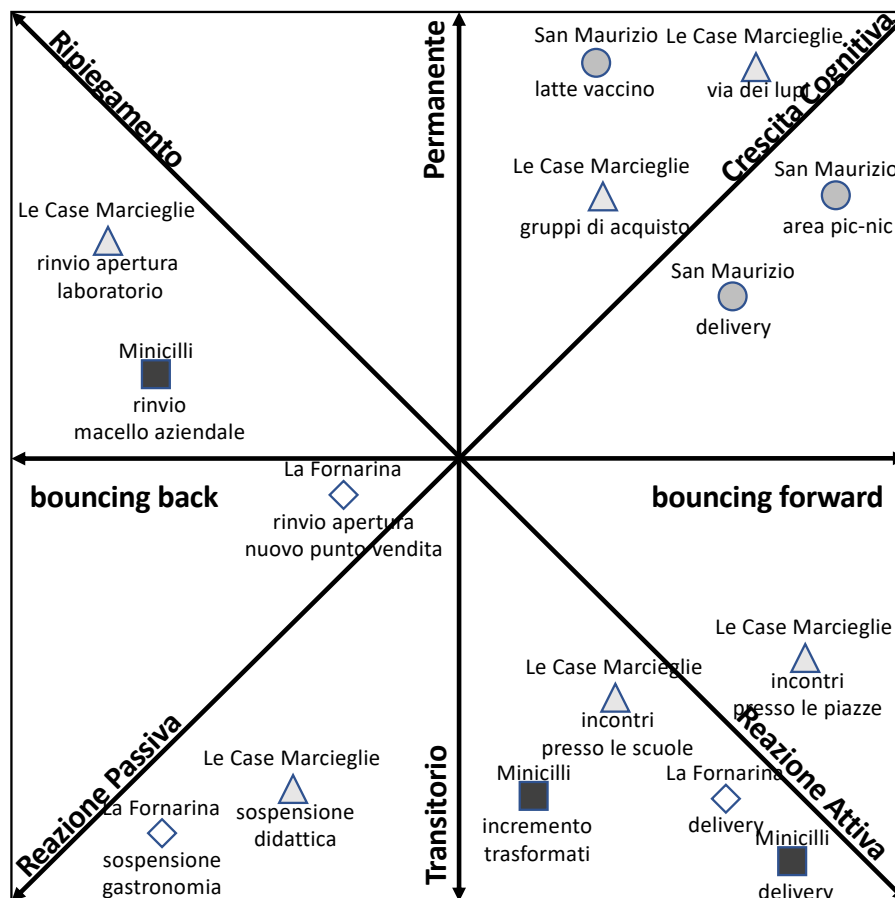 Ripiegamento
Permanente
San Maurizio
latte vaccino
Le Case Marcieglie
via dei lupi
Crescita Cognitiva
Le Case Marcieglie
gruppi di acquisto
San Maurizio
area pic-nic
San Maurizio
delivery
Le Case Marcieglie
rinvio apertura
laboratorio
Minicilli
rinvio
macello aziendale
bouncing back
bouncing forward
La Fornarina
rinvio apertura
nuovo punto vendita
Reazione Passiva
Le Case Marcieglie
sospensione
didattica
La Fornarina
sospensione
gastronomia
Transitorio
Le Case Marcieglie
incontri
presso le piazze
Le Case Marcieglie
incontri
presso le scuole
Minicilli
incremento
trasformati
La Fornarina
delivery
Reazione Attiva
Minicilli
delivery